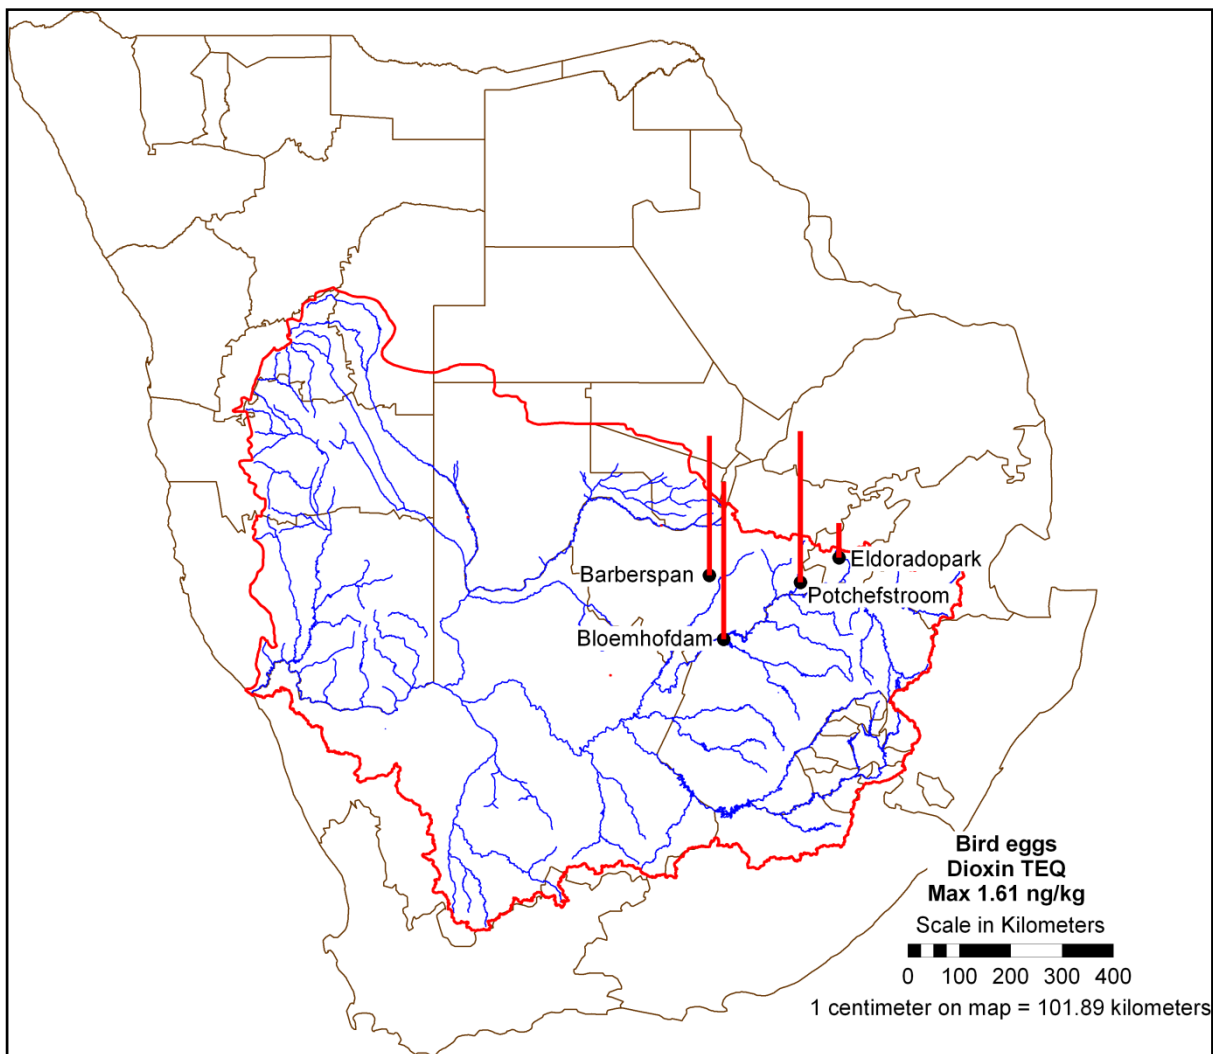 Eldoradopark
Barberspan
Potchefstroom
Bloemhofdam
Bird eggs
Dioxin TEQ
Max 1.61 ng/kg
Scale in Kilometers
0 100 200 300 400
1 centimeter on map = 101.89 kilometers